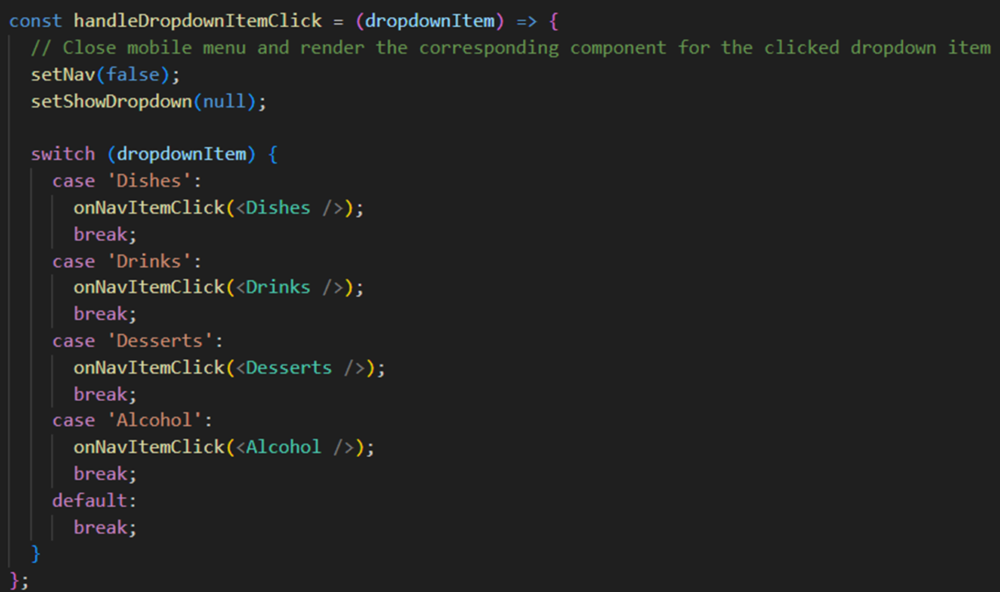 const handleDropdownItemClick = (dropdownItem) => {
  // Close mobile menu and render the corresponding component for the clicked dropdown item
  setNav(false);
  setShowDropdown(null);

  switch (dropdownItem) {
    case 'Dishes':
      onNavItemClick(<Dishes />);
      break;
    case 'Drinks':
      onNavItemClick(<Drinks />);
      break;
    case 'Desserts':
      onNavItemClick(<Desserts />);
      break;
    case 'Alcohol':
      onNavItemClick(<Alcohol />);
      break;
    default:
      break;
  }
};